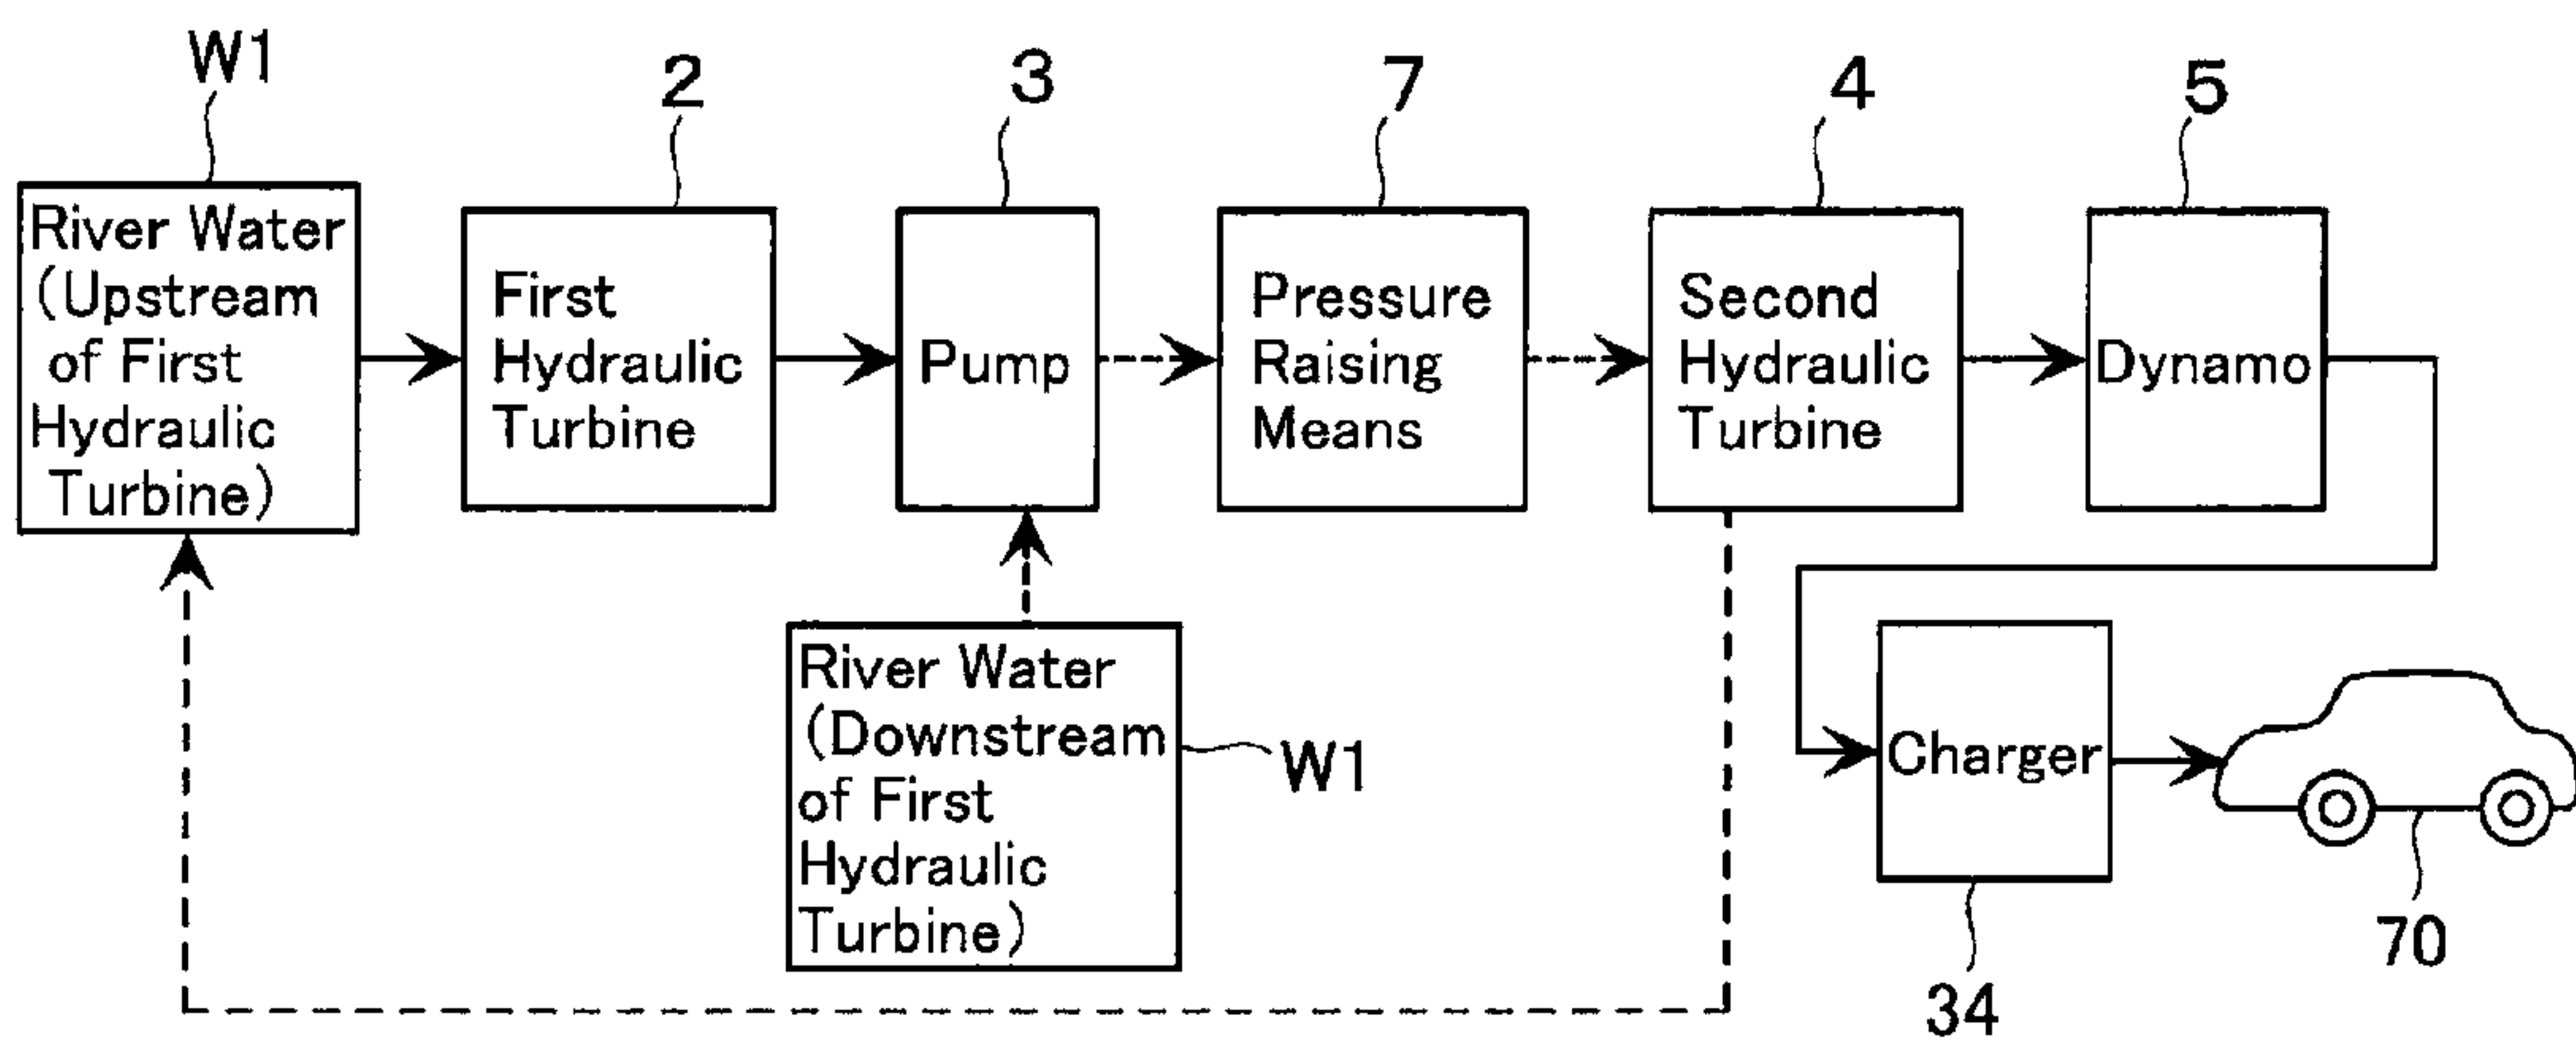 W1
2
3
7
4
5
River Water
(Upstream
of First
Hydraulic
Turbine)
First
Hydraulic
Turbine
Pump
Pressure
Raising
Means
Second
Hydraulic
Turbine
Dynamo
River Water
(Downstream
of First
Hydraulic
Turbine)
W1
Charger
70
34